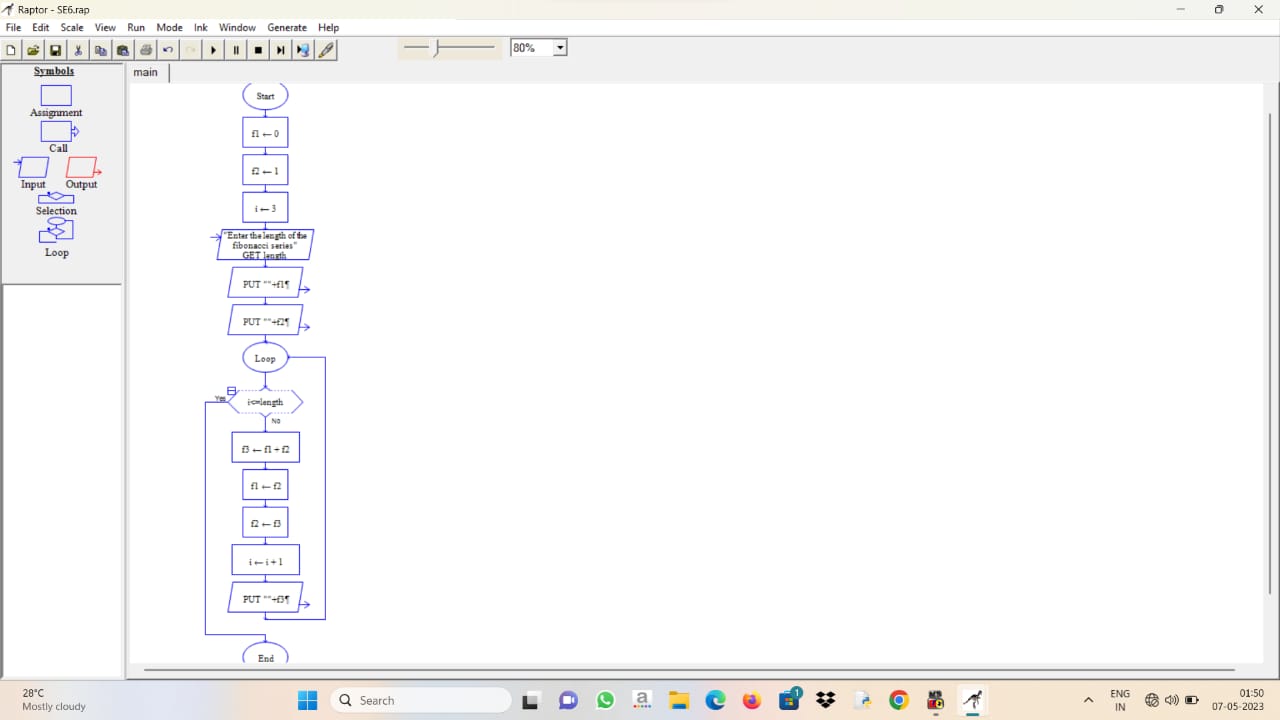 Raptor - SE6.rap
File Edit Scale View Run Mode Ink Window Generate Help
80%
Symbols
Assignment
Call
Input Output
Selection
Loop
main
Start
f1 ← 0
f2 ← 1
i ← 3
"Enter the length of the
fibonacci series"
GET length
PUT ""+f1¶
PUT ""+f2¶
Loop
Yes
i<=length
No
f3 ← f1 + f2
f1 ← f2
f2 ← f3
i ← i + 1
PUT ""+f3¶
End
28°C
Mostly cloudy
Search
a
1
ENG
IN
01:50
07-05-2023